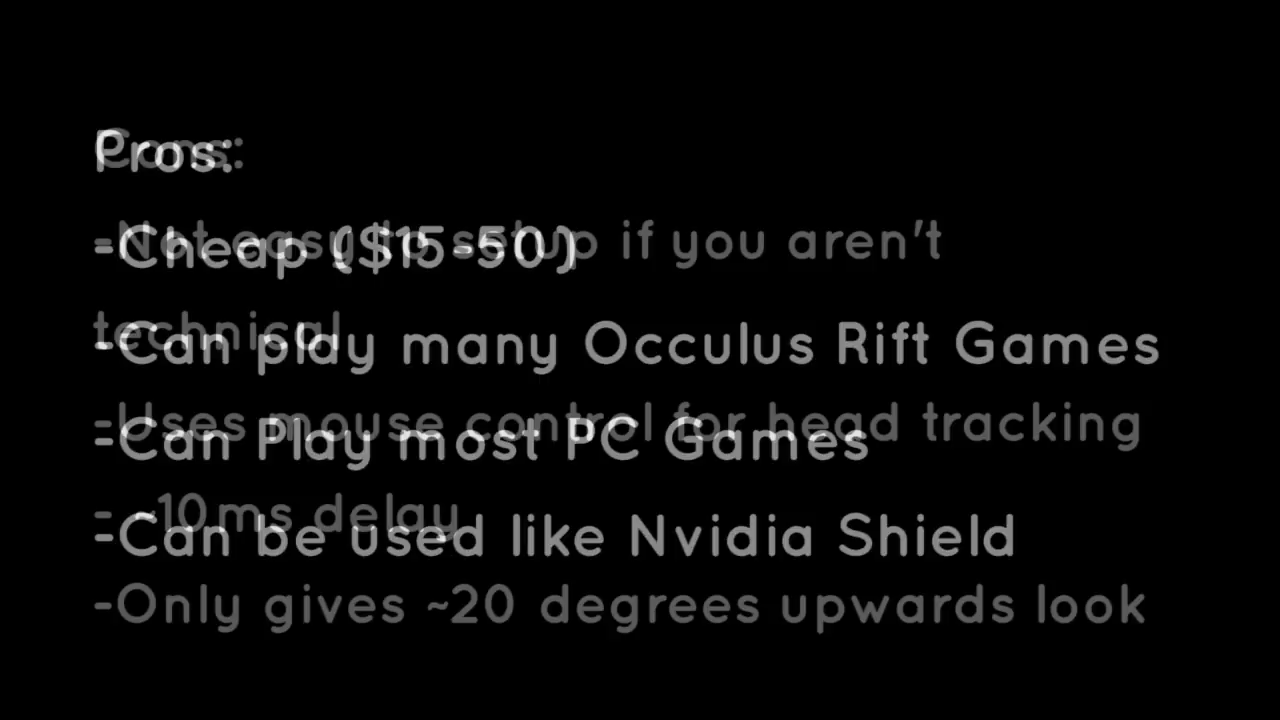 Pros:
-Cheap ($15-50)
-Can play many Occulus Rift Games
-Can Play most PC Games
-Can be used like Nvidia Shield
Cons:
-Not easy to setup if you aren't
technical
-Uses mouse control for head tracking
- ~10ms delay
-Only gives ~20 degrees upwards look